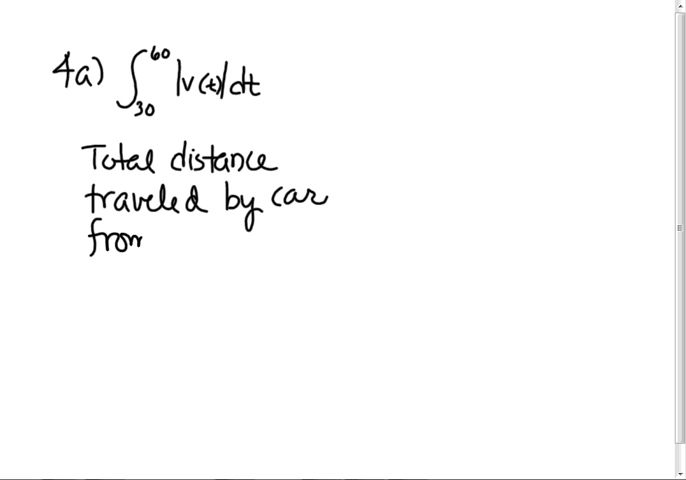 4a) ∫₃₀⁶⁰ |v(t)| dt
Total distance
traveled by car
from